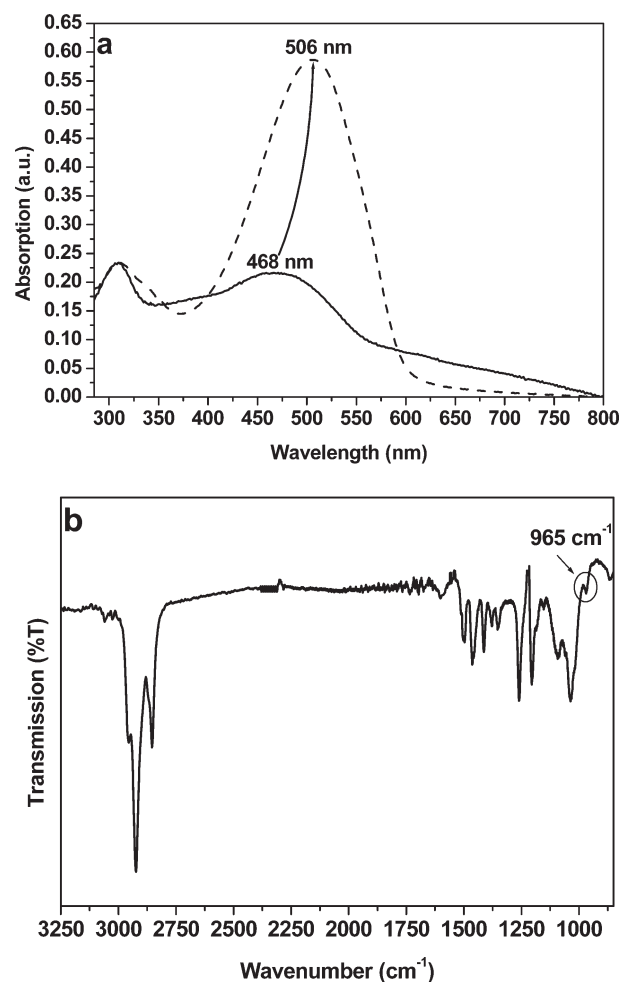 a
506 nm
468 nm
0.65
0.60
0.55
0.50
0.45
0.40
0.35
0.30
0.25
0.20
0.15
0.10
0.05
0.00
Absorption (a.u.)
300 350 400 450 500 550 600 650 700 750 800
Wavelength (nm)
b
965 cm⁻¹
Transmission (%T)
3250 3000 2750 2500 2250 2000 1750 1500 1250 1000
Wavenumber (cm⁻¹)